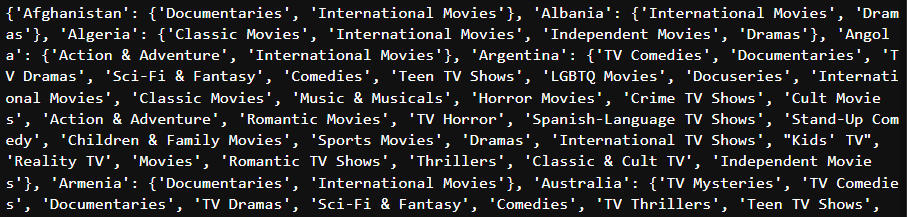 {'Afghanistan': {'Documentaries', 'International Movies'}, 'Albania': {'International Movies', 'Dram
as'}, 'Algeria': {'Classic Movies', 'International Movies', 'Independent Movies', 'Dramas'}, 'Angol
a': {'Action & Adventure', 'International Movies'}, 'Argentina': {'TV Comedies', 'Documentaries', 'T
V Dramas', 'Sci-Fi & Fantasy', 'Comedies', 'Teen TV Shows', 'LGBTQ Movies', 'Docuseries', 'Internati
onal Movies', 'Classic Movies', 'Music & Musicals', 'Horror Movies', 'Crime TV Shows', 'Cult Movie
s', 'Action & Adventure', 'Romantic Movies', 'TV Horror', 'Spanish-Language TV Shows', 'Stand-Up Com
edy', 'Children & Family Movies', 'Sports Movies', 'Dramas', 'International TV Shows', "Kids' TV",
'Reality TV', 'Movies', 'Romantic TV Shows', 'Thrillers', 'Classic & Cult TV', 'Independent Movie
s'}, 'Armenia': {'Documentaries', 'International Movies'}, 'Australia': {'TV Mysteries', 'TV Comedie
s', 'Documentaries', 'TV Dramas', 'Sci-Fi & Fantasy', 'Comedies', 'TV Thrillers', 'Teen TV Shows',